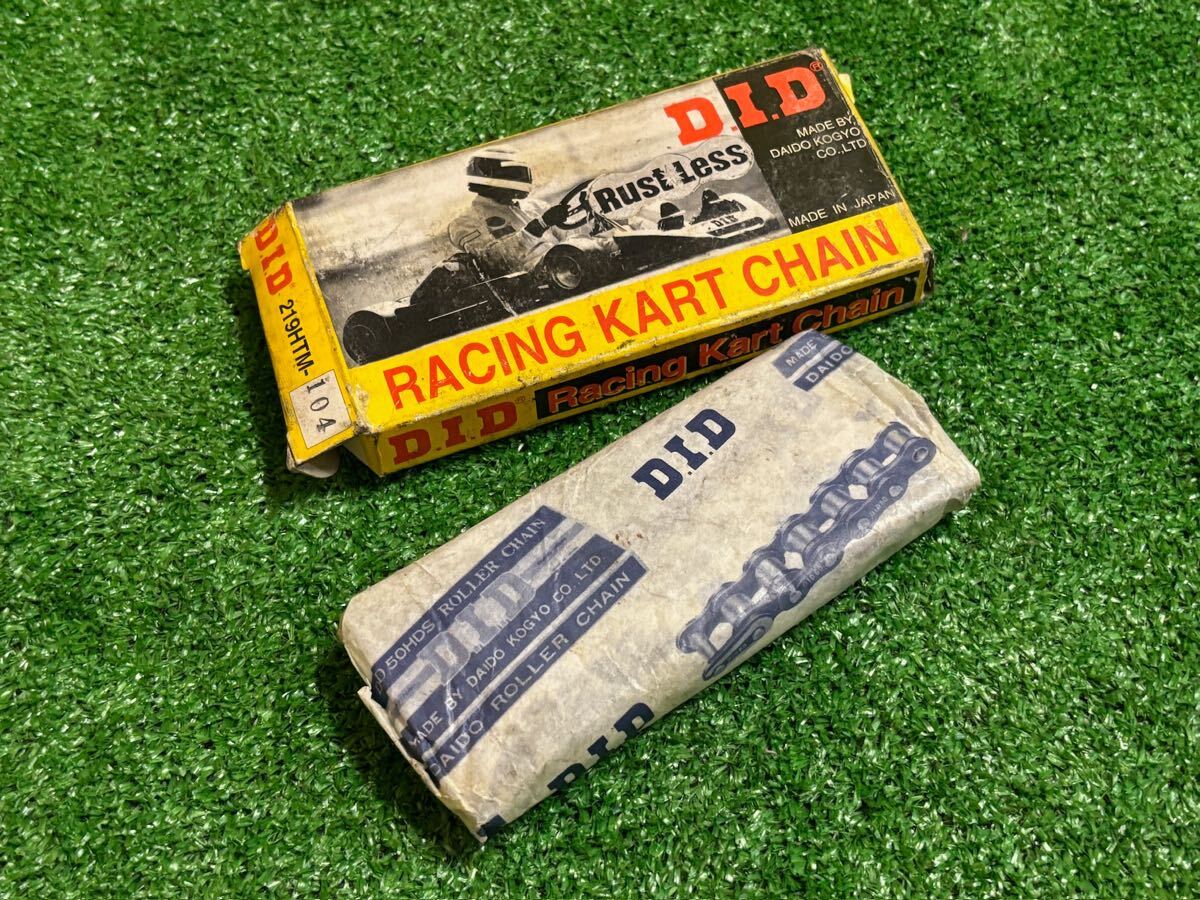 D.I.D®
MADE BY
DAIDO KOGYO
CO.,LTD
Rust Less
MADE IN JAPAN
D.I.D
RACING KART CHAIN
D.I.D
219HTM-
104
D.I.D® Racing Kart Chain
MADE
DAIDO
D.I.D
50HDS ROLLER CHAIN
D.I.D
MADE BY DAIDO KOGYO CO. LTD.
DAIDO ROLLER CHAIN
D.I.D